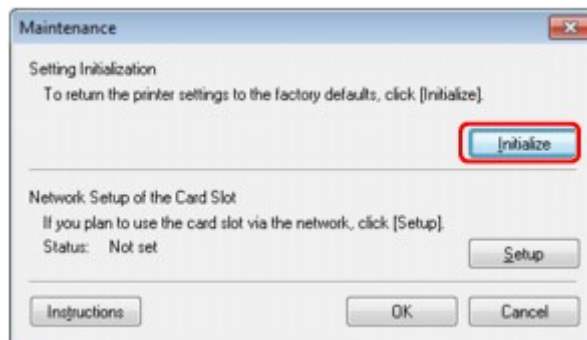 Maintenance
Setting Initialization
To return the printer settings to the factory defaults, click [Initialize].
Initialize
Network Setup of the Card Slot
If you plan to use the card slot via the network, click [Setup].
Status: Not set
Setup
Instructions OK Cancel